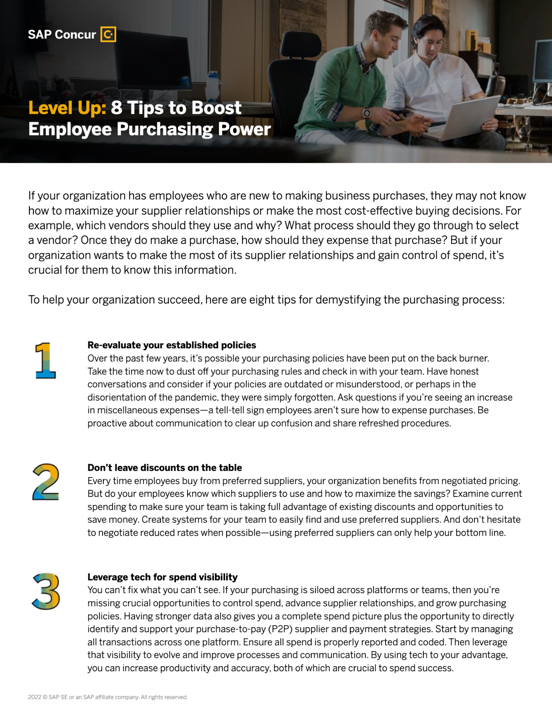 SAP Concur C
Level Up: 8 Tips to Boost
Employee Purchasing Power
If your organization has employees who are new to making business purchases, they may not know
how to maximize your supplier relationships or make the most cost-effective buying decisions. For
example, which vendors should they use and why? What process should they go through to select
a vendor? Once they do make a purchase, how should they expense that purchase? But if your
organization wants to make the most of its supplier relationships and gain control of spend, it's
crucial for them to know this information.
To help your organization succeed, here are eight tips for demystifying the purchasing process:
1
Re-evaluate your established policies
Over the past few years, it's possible your purchasing policies have been put on the back burner.
Take the time now to dust off your purchasing rules and check in with your team. Have honest
conversations and consider if your policies are outdated or misunderstood, or perhaps in the
disorientation of the pandemic, they were simply forgotten. Ask questions if you're seeing an increase
in miscellaneous expenses—a tell-tell sign employees aren't sure how to expense purchases. Be
proactive about communication to clear up confusion and share refreshed procedures.
2
Don't leave discounts on the table
Every time employees buy from preferred suppliers, your organization benefits from negotiated pricing.
But do your employees know which suppliers to use and how to maximize the savings? Examine current
spending to make sure your team is taking full advantage of existing discounts and opportunities to
save money. Create systems for your team to easily find and use preferred suppliers. And don't hesitate
to negotiate reduced rates when possible—using preferred suppliers can only help your bottom line.
3
Leverage tech for spend visibility
You can't fix what you can't see. If your purchasing is siloed across platforms or teams, then you're
missing crucial opportunities to control spend, advance supplier relationships, and grow purchasing
policies. Having stronger data also gives you a complete spend picture plus the opportunity to directly
identify and support your purchase-to-pay (P2P) supplier and payment strategies. Start by managing
all transactions across one platform. Ensure all spend is properly reported and coded. Then leverage
that visibility to evolve and improve processes and communication. By using tech to your advantage,
you can increase productivity and accuracy, both of which are crucial to spend success.
2022 © SAP SE or an SAP affiliate company. All rights reserved.